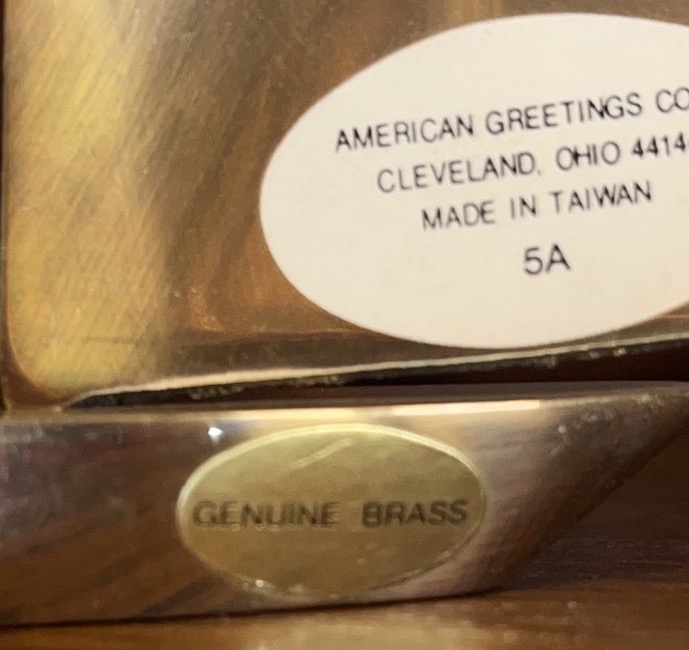 AMERICAN GREETINGS CO
CLEVELAND, OHIO 4414
MADE IN TAIWAN
5A
GENUINE BRASS